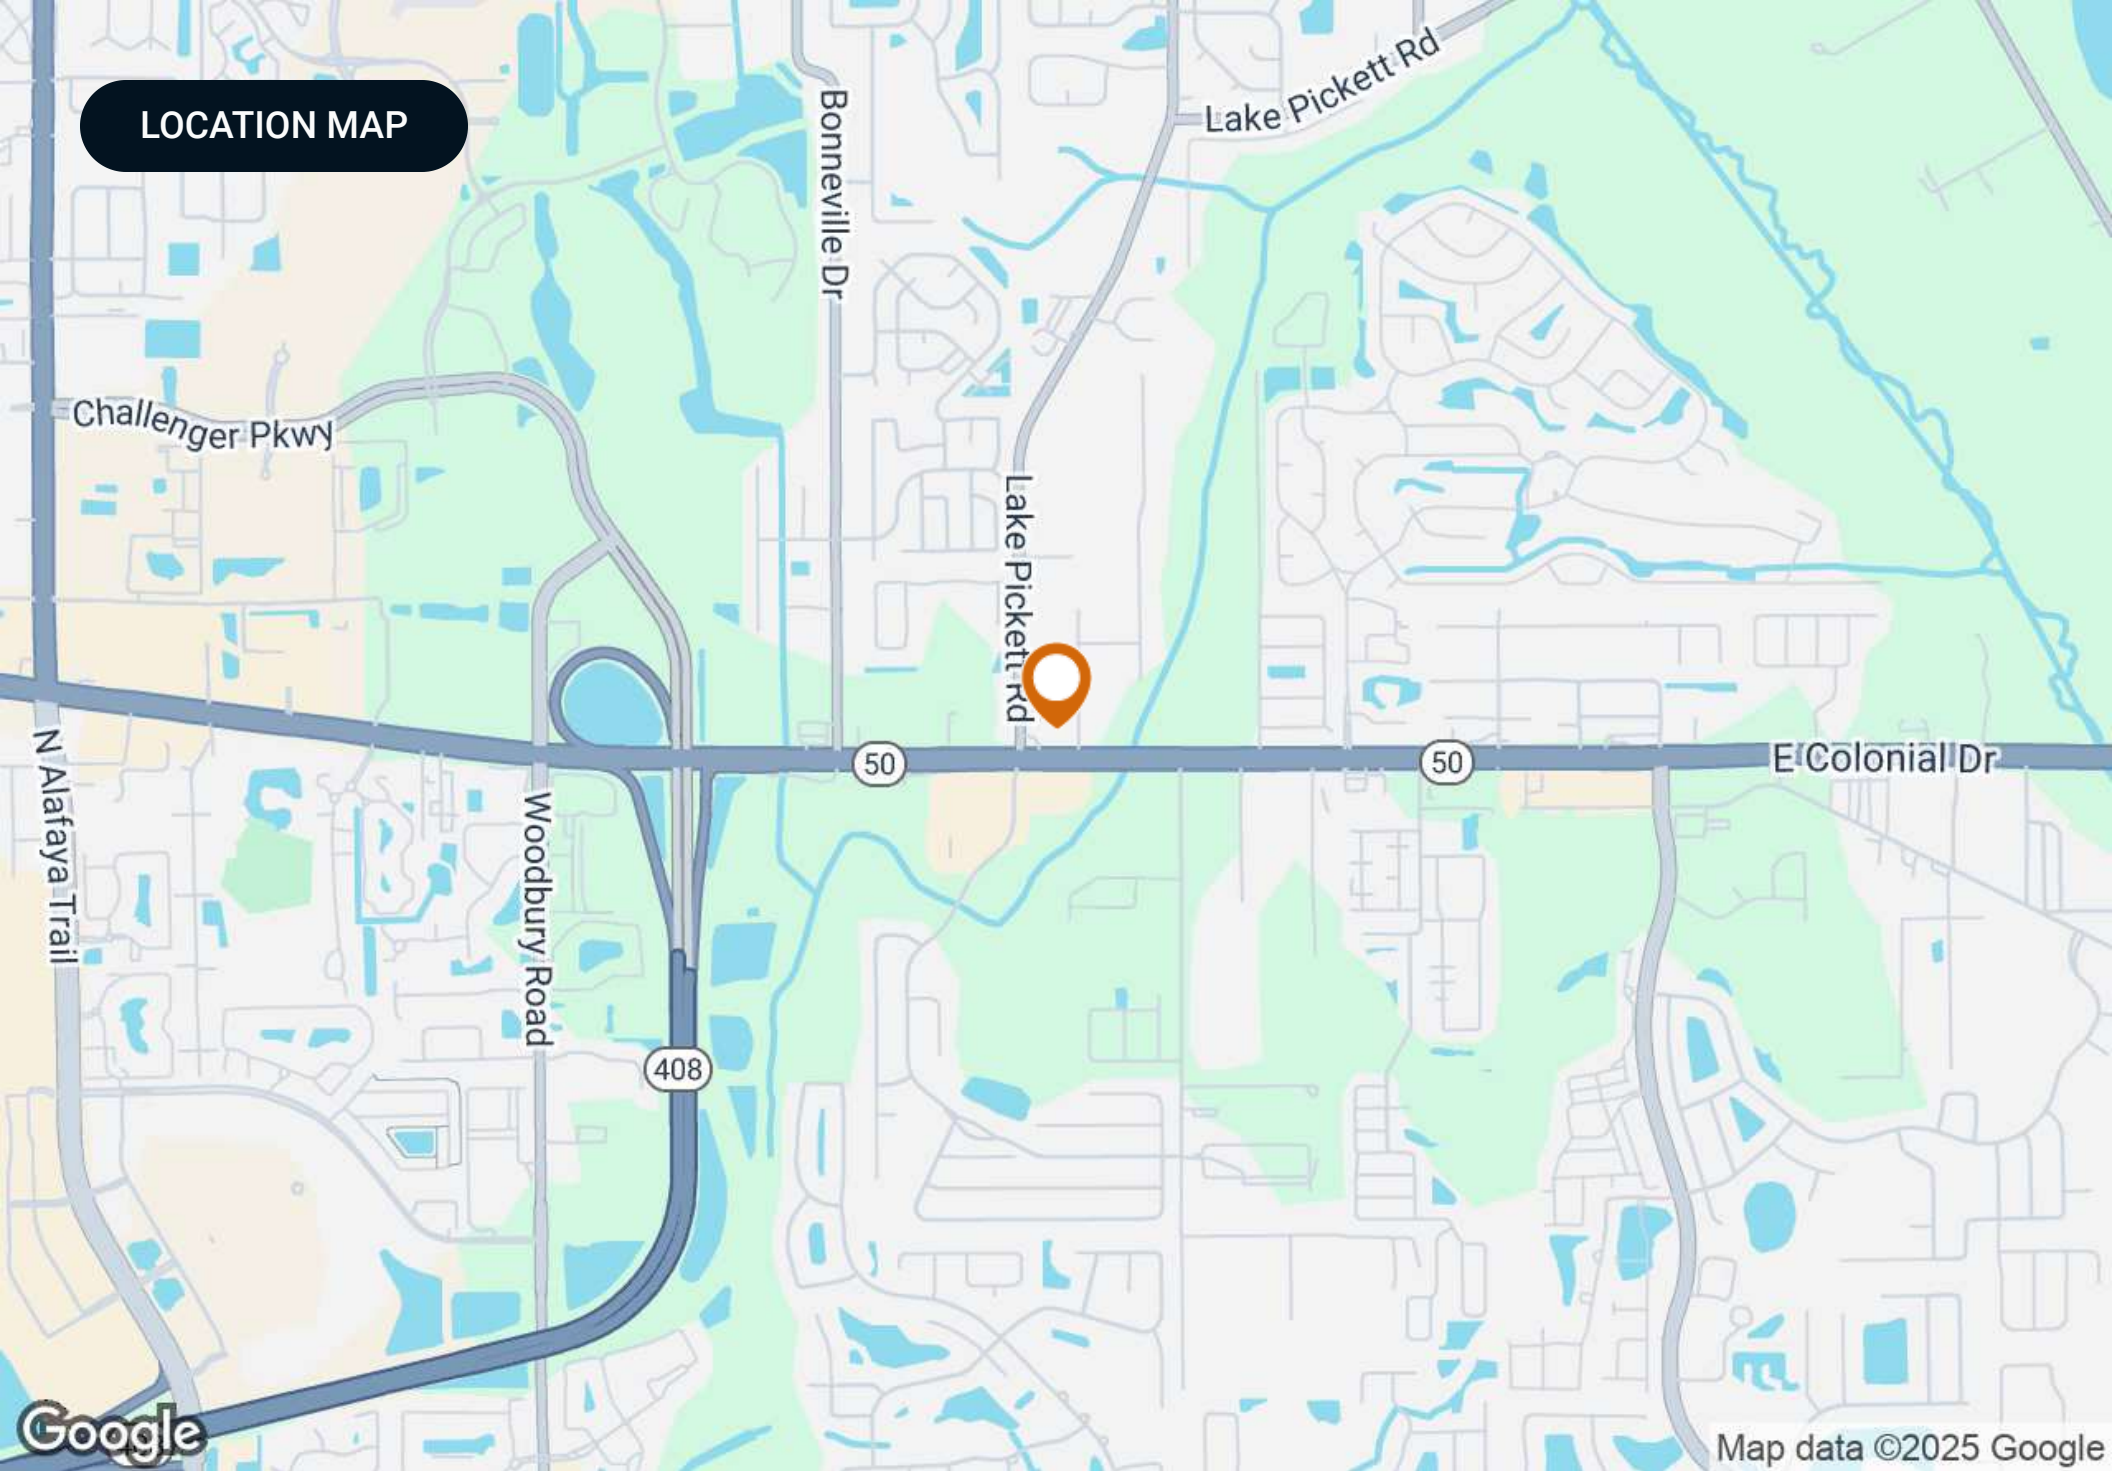 LOCATION MAP
Lake Pickett Rd
Bonneville Dr
Challenger Pkwy
Lake Pickett Rd
50
50
E Colonial Dr
N Alafaya Trail
Woodbury Road
408
Google
Map data ©2025 Google